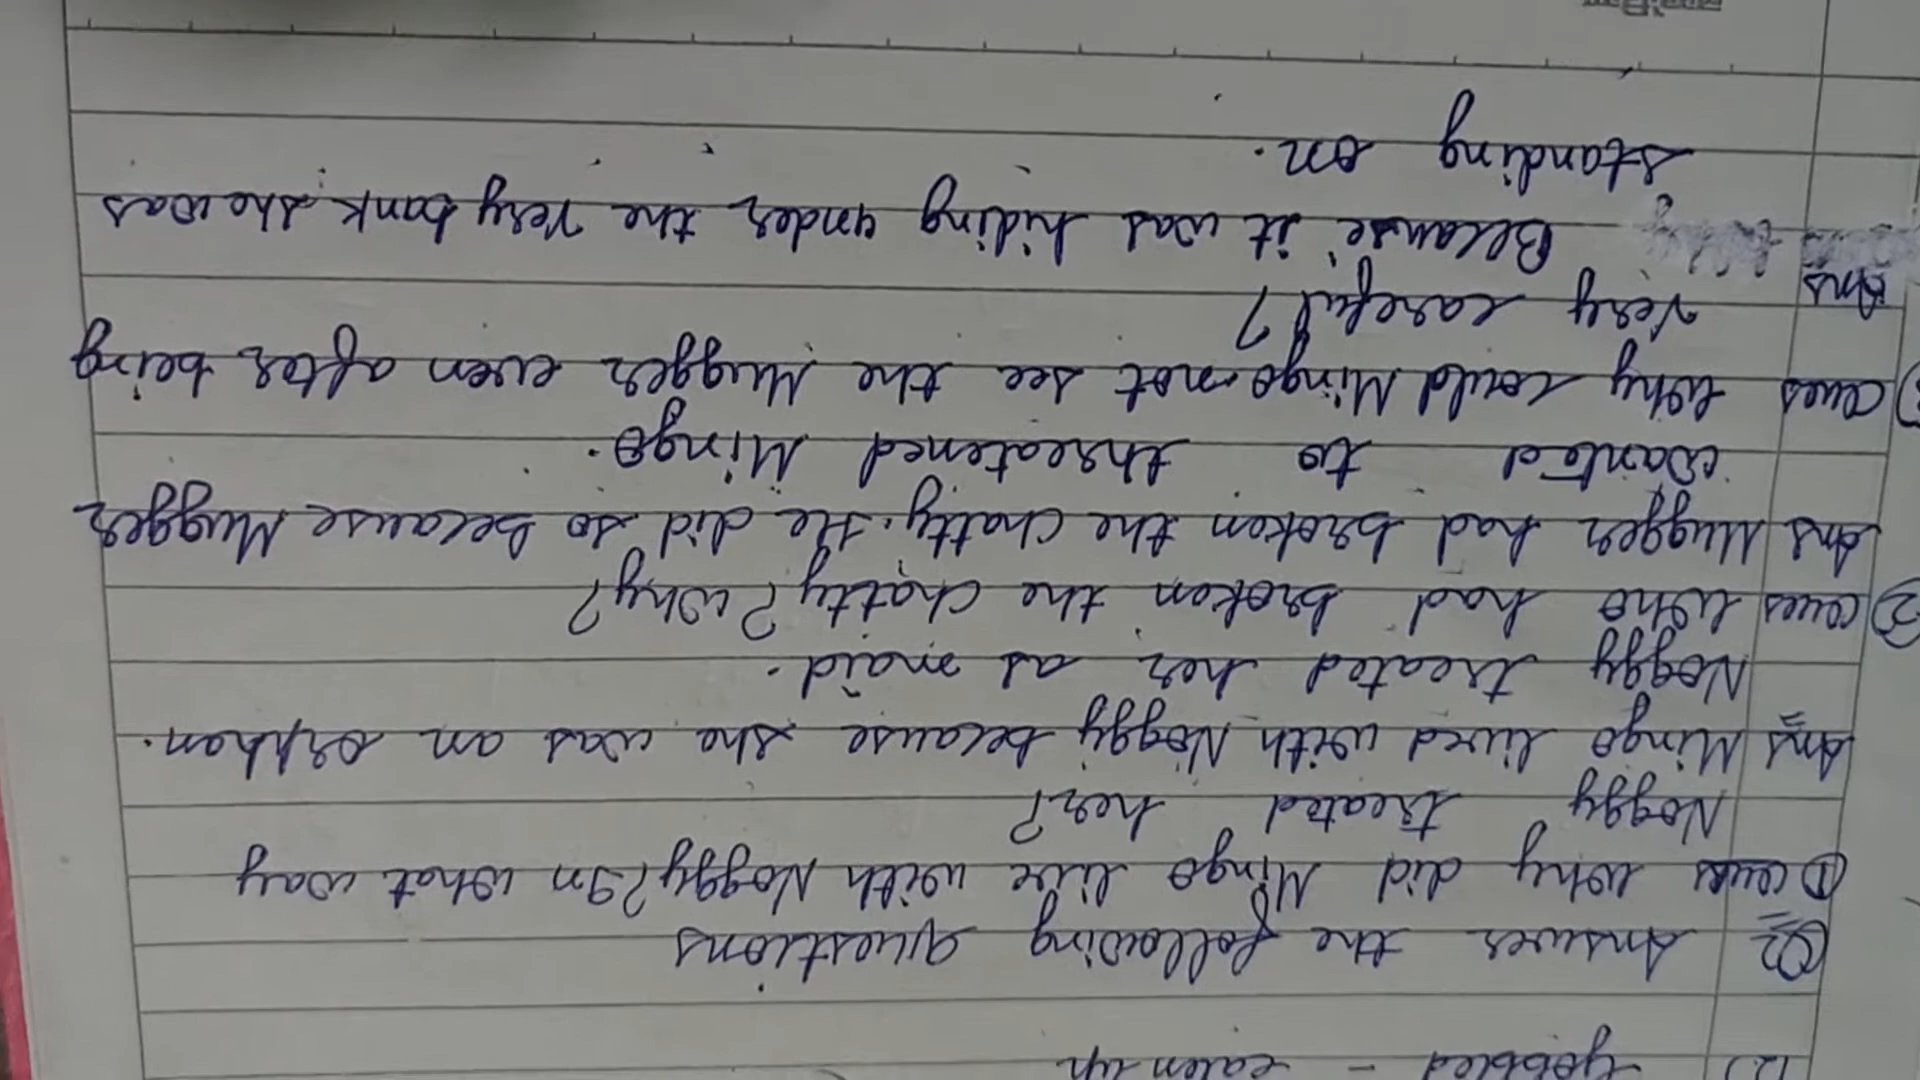 12) Gobbled - eaten up
Q2 Answer the following questions
① Ques Why did Mingo live with Noggy? In what way
Noggy treated her?
Ans Mingo lived with Noggy because she was an orphan.
Noggy treated her as maid.
② Ques Who had broken the Chatty? Why?
Ans Mugger had broken the Chatty. He did so because Mugger
wanted to threatened Mingo.
Ques Why could Mingo not see the Mugger even after being
very careful?
Ans Because it was hiding under the very bank she was
standing on.